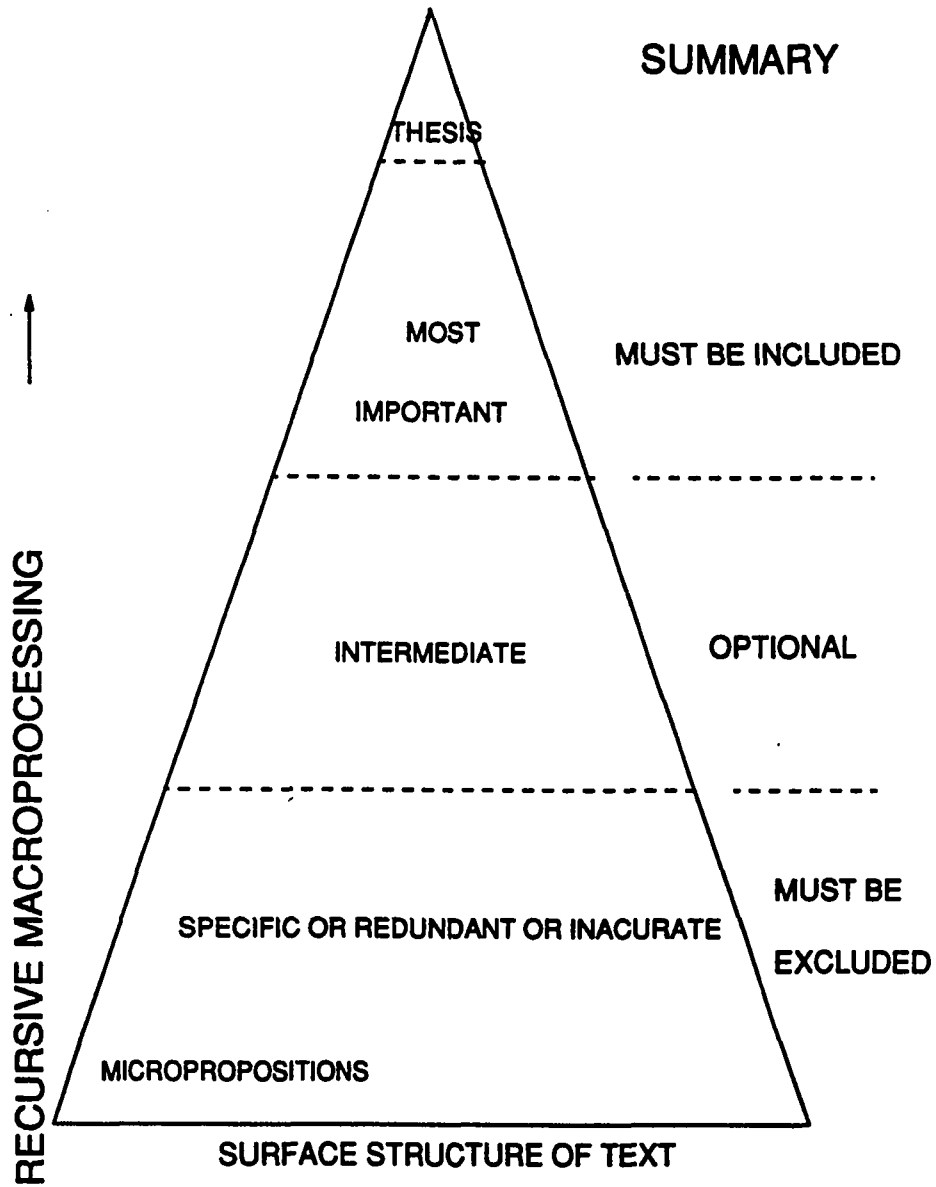 SUMMARY
THESIS
MOST
IMPORTANT
MUST BE INCLUDED
INTERMEDIATE
OPTIONAL
SPECIFIC OR REDUNDANT OR INACURATE
MUST BE
EXCLUDED
MICROPROPOSITIONS
SURFACE STRUCTURE OF TEXT
RECURSIVE MACROPROCESSING